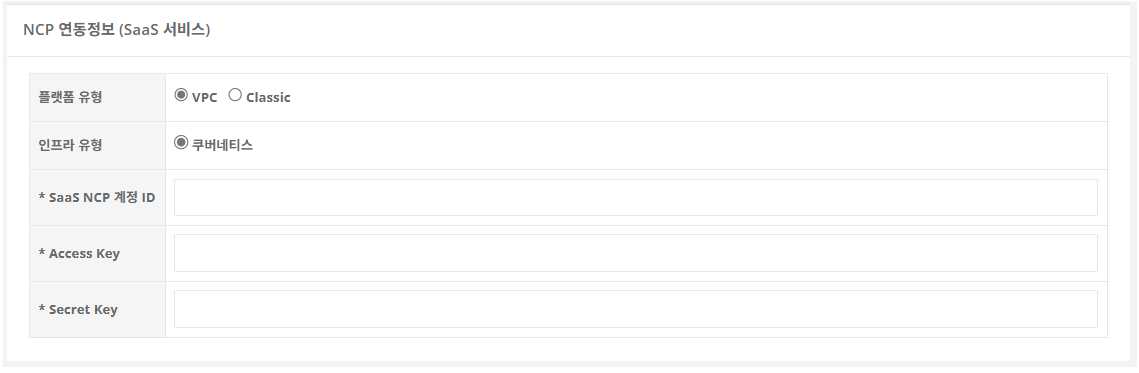 NCP 연동정보 (SaaS 서비스)
플랫폼 유형 VPC Classic
인프라 유형 쿠버네티스
* SaaS NCP 계정 ID
* Access Key
* Secret Key